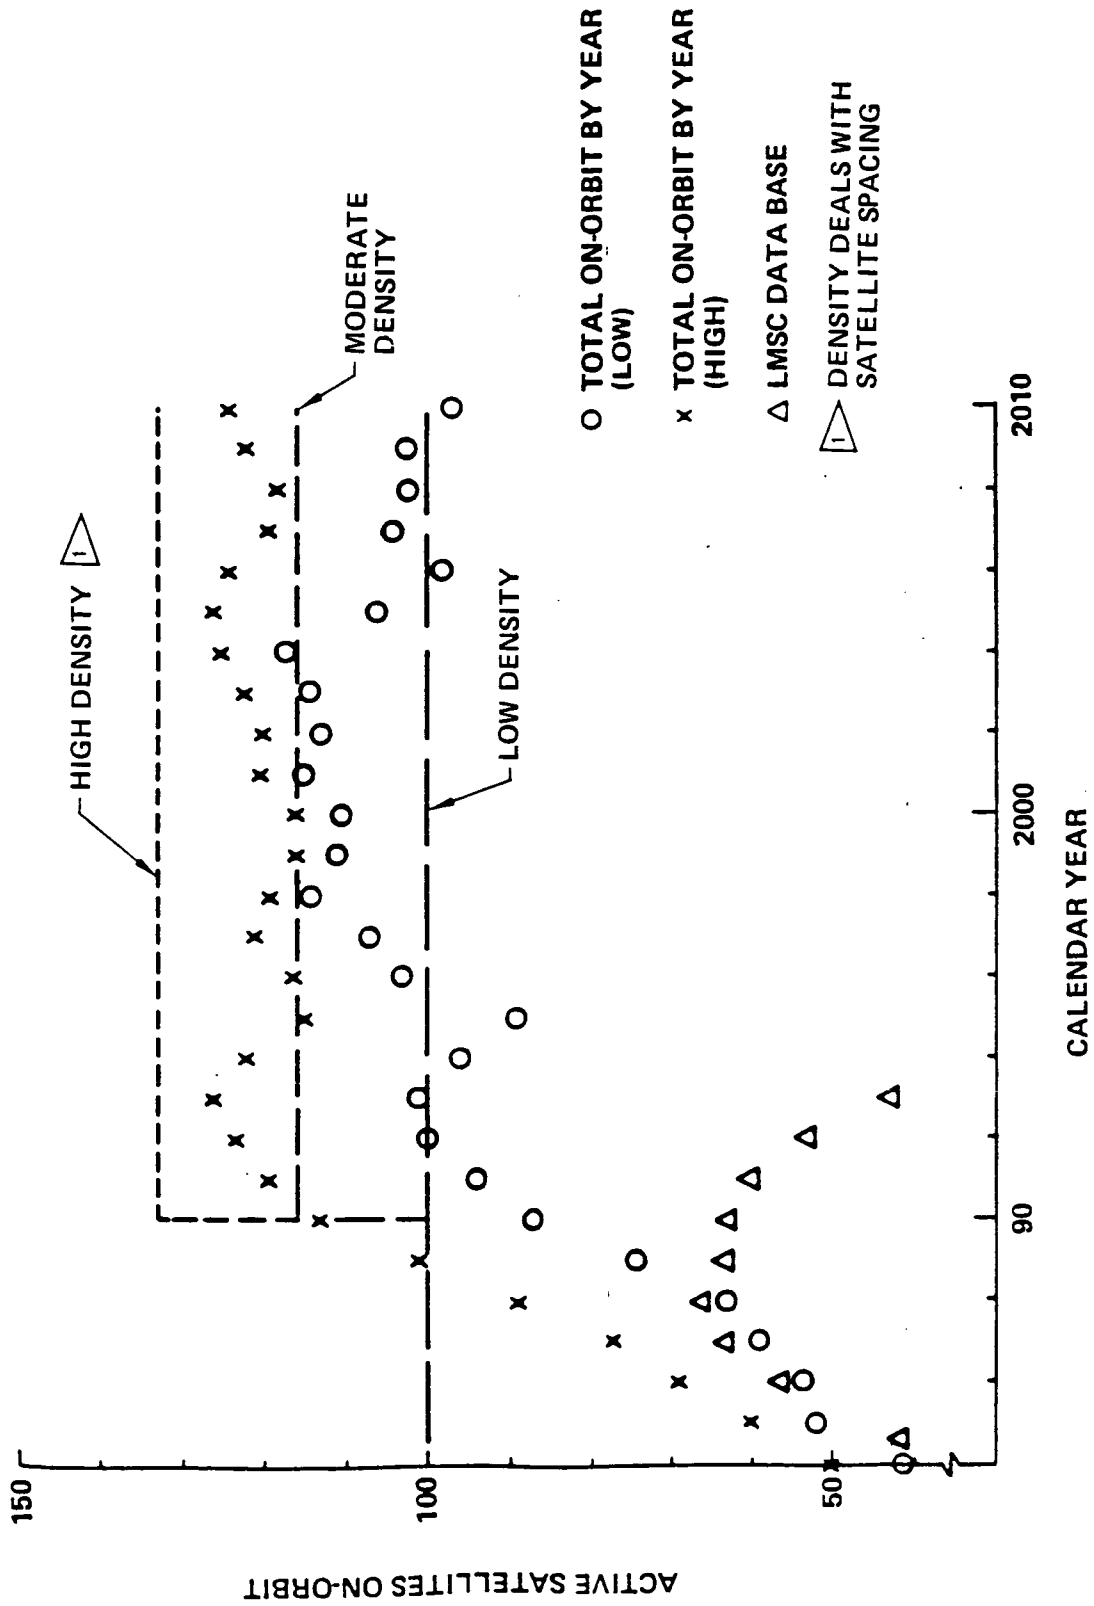 HIGH DENSITY 1
MODERATE
DENSITY
LOW DENSITY
150
100
50
ACTIVE SATELLITES ON-ORBIT
90
2000
2010
CALENDAR YEAR
O TOTAL ON-ORBIT BY YEAR
(LOW)
x TOTAL ON-ORBIT BY YEAR
(HIGH)
Δ LMSC DATA BASE
1 DENSITY DEALS WITH
SATELLITE SPACING